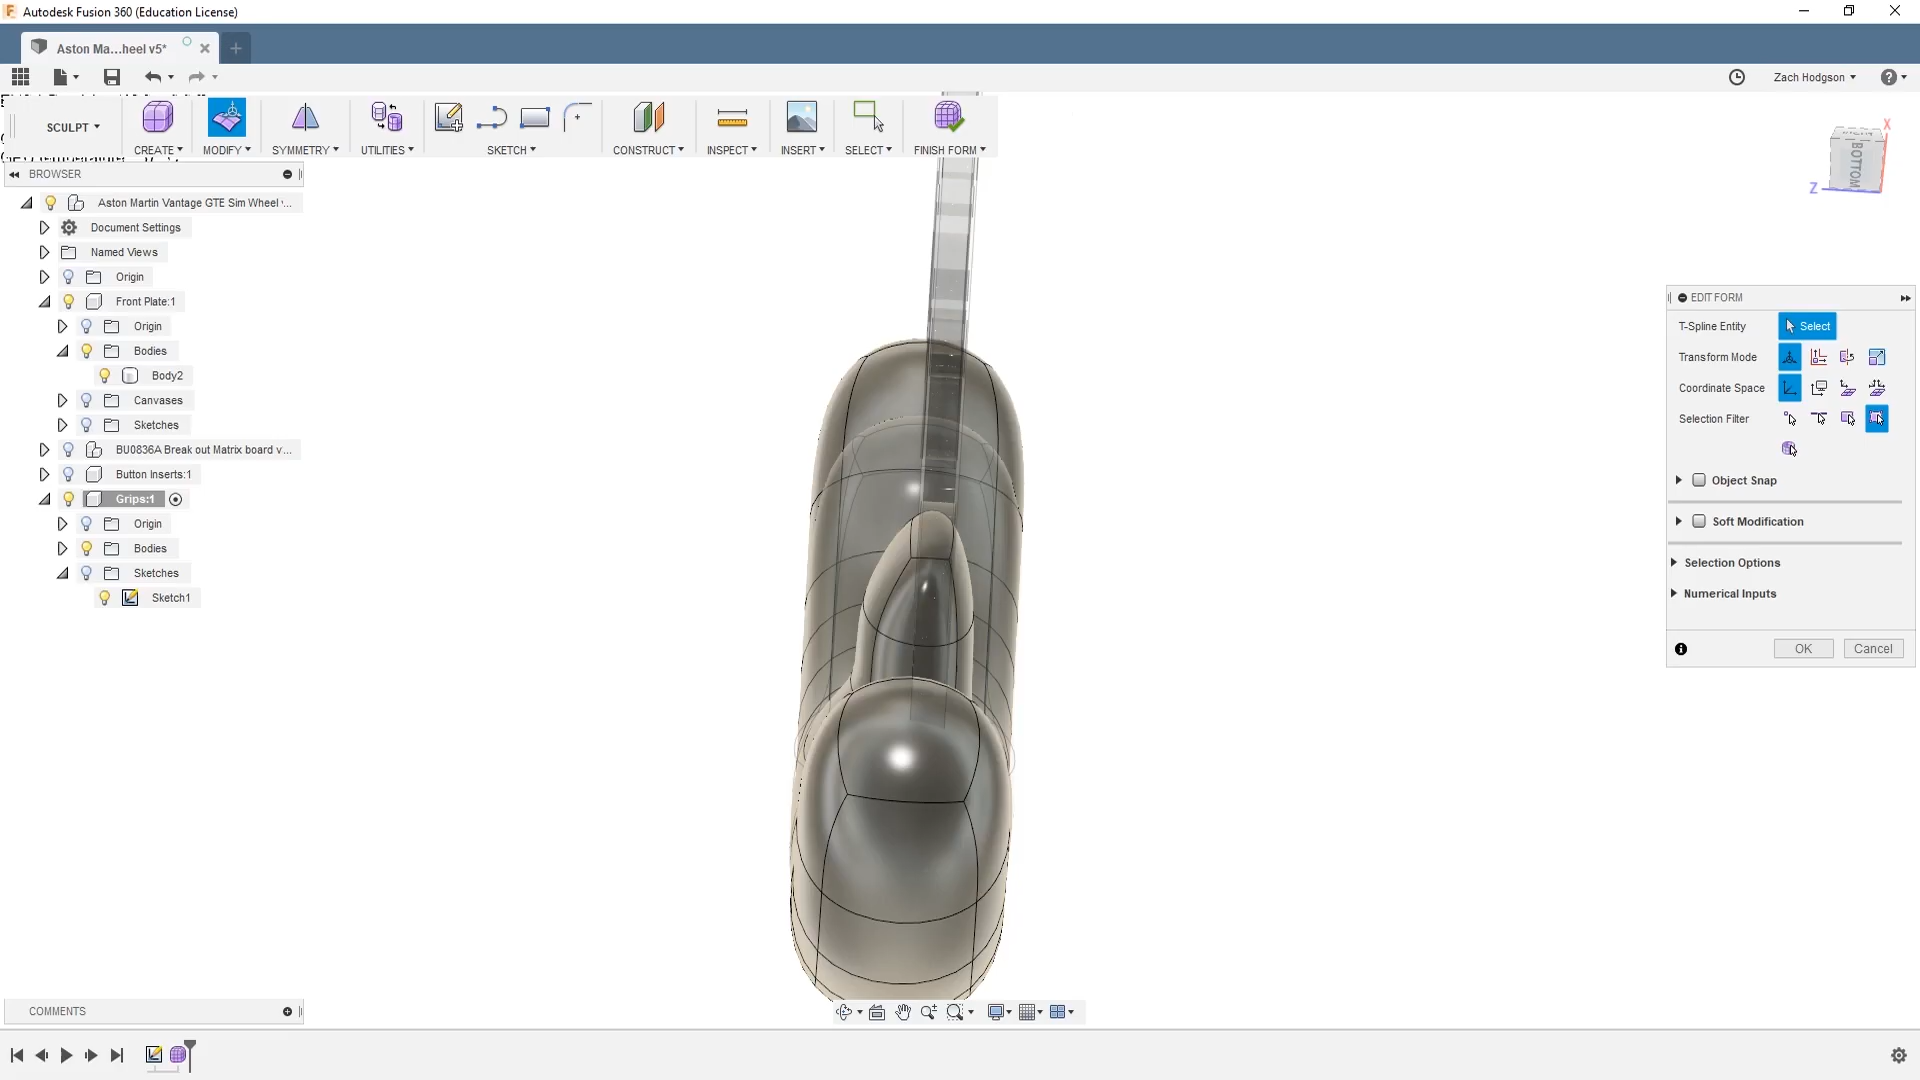 Autodesk Fusion 360 (Education License)
Aston Ma...heel v5*
Zach Hodgson
SCULPT
CREATE
MODIFY
SYMMETRY
UTILITIES
SKETCH
CONSTRUCT
INSPECT
INSERT
SELECT
FINISH FORM
BROWSER
Aston Martin Vantage GTE Sim Wheel ...
Document Settings
Named Views
Origin
Front Plate:1
Origin
Bodies
Body2
Canvases
Sketches
BU0836A Break out Matrix board v...
Button Inserts:1
Grips:1
Origin
Bodies
Sketches
Sketch1
X
BOTTOM
Z
EDIT FORM
T-Spline Entity
Select
Transform Mode
Coordinate Space
Selection Filter
Object Snap
Soft Modification
Selection Options
Numerical Inputs
OK
Cancel
COMMENTS